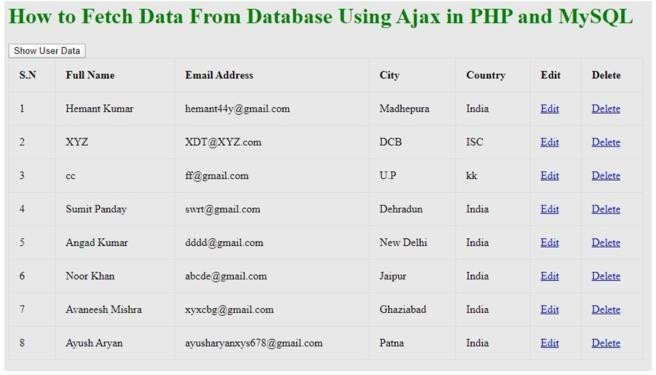 How to Fetch Data From Database Using Ajax in PHP and MySQL
Show User Data
S.N Full Name Email Address City Country Edit Delete
1 Hemant Kumar hemant44y@gmail.com Madhepura India Edit Delete
2 XYZ XDT@XYZ.com DCB ISC Edit Delete
3 cc ff@gmail.com U.P kk Edit Delete
4 Sumit Panday swrt@gmail.com Dehradun India Edit Delete
5 Angad Kumar dddd@gmail.com New Delhi India Edit Delete
6 Noor Khan abcde@gmail.com Jaipur India Edit Delete
7 Avaneesh Mishra xyxcbg@gmail.com Ghaziabad India Edit Delete
8 Ayush Aryan ayusharyanxys678@gmail.com Patna India Edit Delete